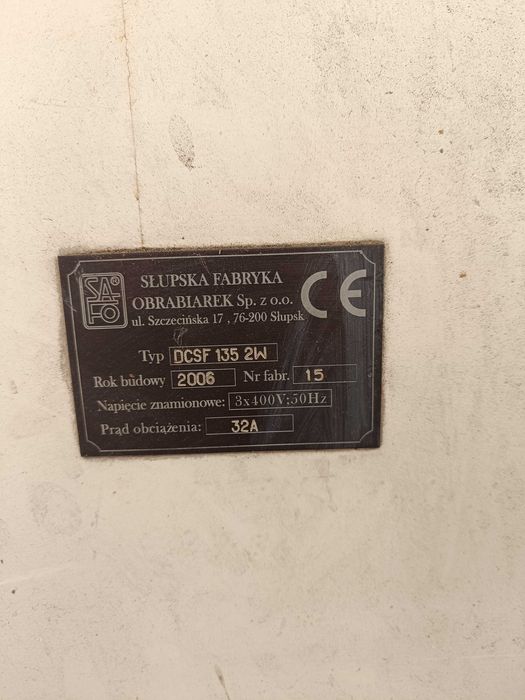 SŁUPSKA FABRYKA
OBRABIAREK Sp. z o.o.
ul. Szczecińska 17 , 76-200 Słupsk
CE
Typ DCSF 135 2W
Rok budowy 2006 Nr fabr. 15
Napięcie znamionowe: 3x400V;50Hz
Prąd obciążenia: 32A